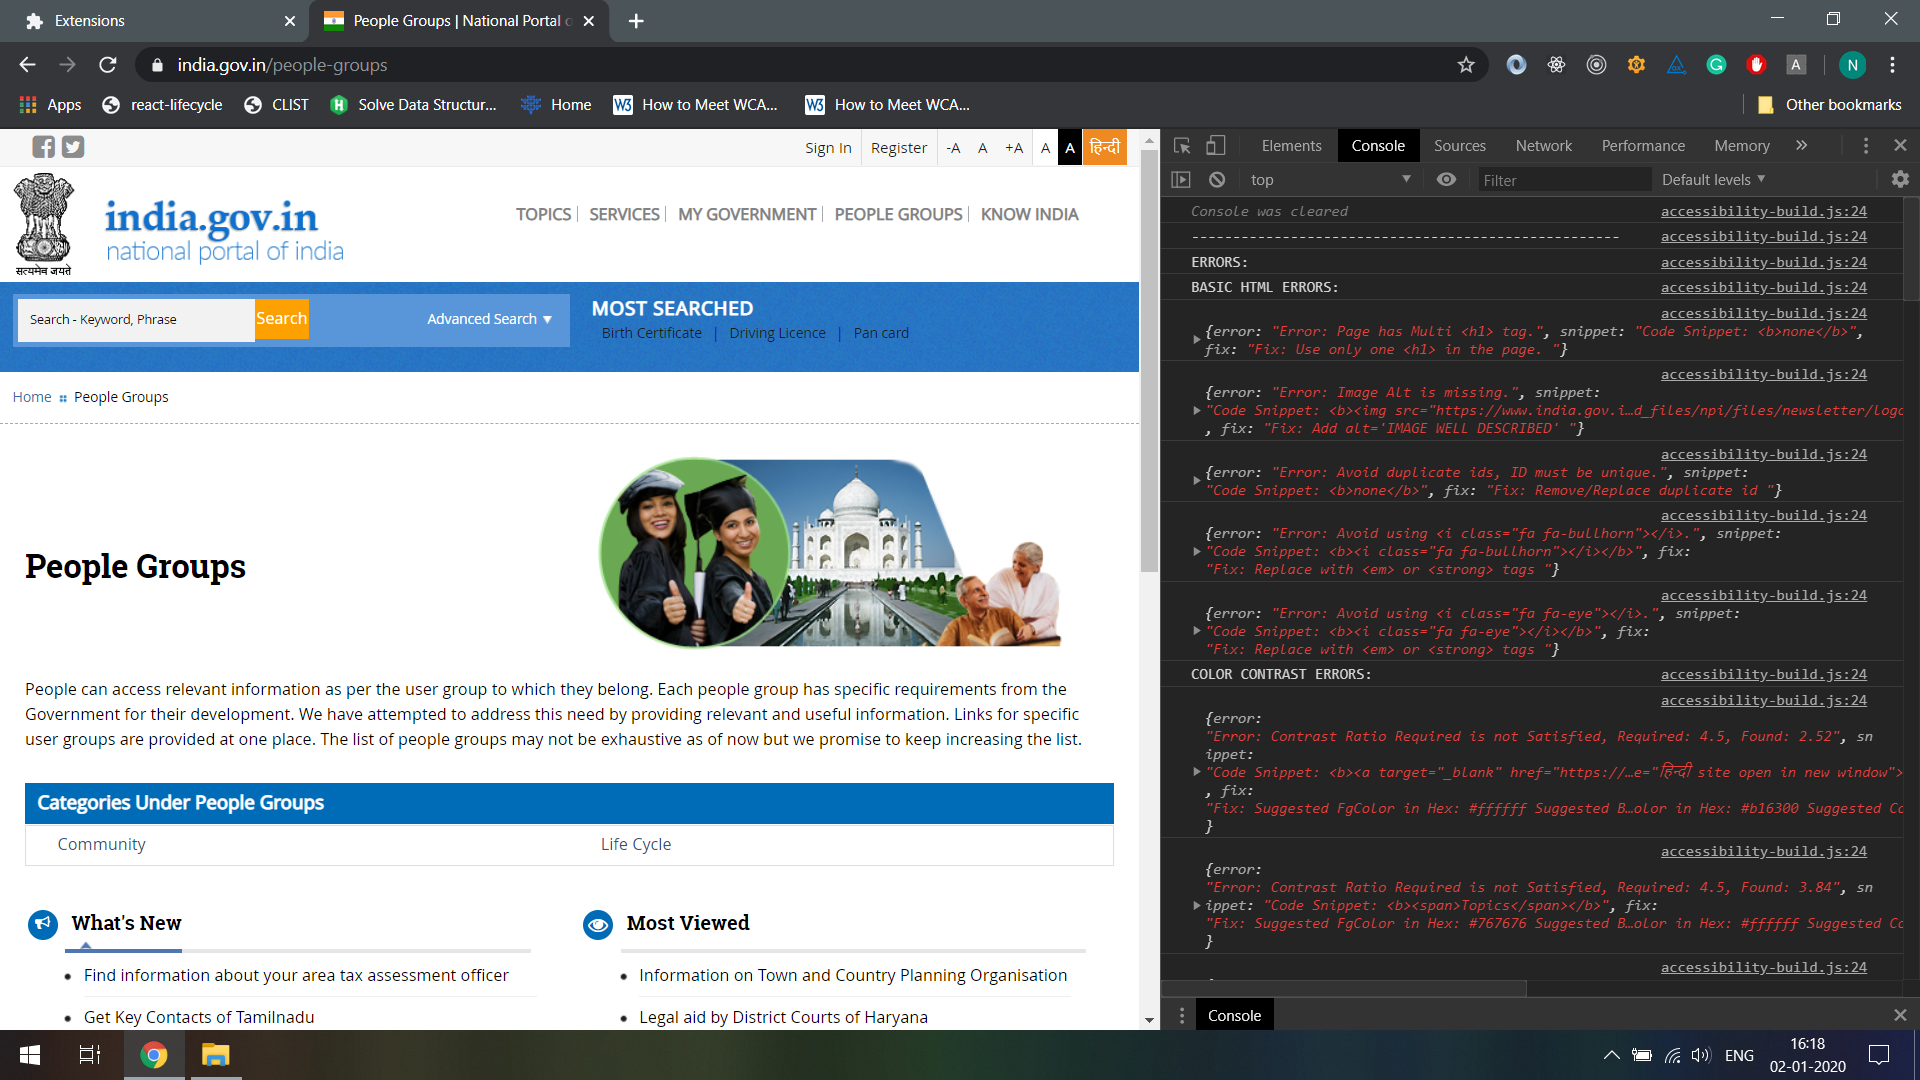 Extensions
People Groups | National Portal o
india.gov.in/people-groups
A
N
Apps
react-lifecycle
CLIST
Solve Data Structur...
Home
How to Meet WCA...
How to Meet WCA...
Other bookmarks
Sign In
Register
-A
A
+A
A
A
हिन्दी
सत्यमेव जयते
india.gov.in
national portal of india
TOPICS
SERVICES
MY GOVERNMENT
PEOPLE GROUPS
KNOW INDIA
Search - Keyword, Phrase
Search
Advanced Search
MOST SEARCHED
Birth Certificate | Driving Licence | Pan card
Home
People Groups
People Groups
People can access relevant information as per the user group to which they belong. Each people group has specific requirements from the
Government for their development. We have attempted to address this need by providing relevant and useful information. Links for specific
user groups are provided at one place. The list of people groups may not be exhaustive as of now but we promise to keep increasing the list.
Categories Under People Groups
Community
Life Cycle
What's New
Find information about your area tax assessment officer
Get Key Contacts of Tamilnadu
Most Viewed
Information on Town and Country Planning Organisation
Legal aid by District Courts of Haryana
Elements
Console
Sources
Network
Performance
Memory
top
Filter
Default levels
Console was cleared
accessibility-build.js:24
----------------------------------------------------
accessibility-build.js:24
ERRORS:
accessibility-build.js:24
BASIC HTML ERRORS:
accessibility-build.js:24
accessibility-build.js:24
{error: "Error: Page has Multi <h1> tag.", snippet: "Code Snippet: <b>none</b>",
fix: "Fix: Use only one <h1> in the page. "}
accessibility-build.js:24
{error: "Error: Image Alt is missing.", snippet:
"Code Snippet: <b><img src="https://www.india.gov.i…d_files/npi/files/newsletter/logo
, fix: "Fix: Add alt='IMAGE WELL DESCRIBED' "}
accessibility-build.js:24
{error: "Error: Avoid duplicate ids, ID must be unique.", snippet:
"Code Snippet: <b>none</b>", fix: "Fix: Remove/Replace duplicate id "}
accessibility-build.js:24
{error: "Error: Avoid using <i class="fa fa-bullhorn"></i>.", snippet:
"Code Snippet: <b><i class="fa fa-bullhorn"></i></b>", fix:
"Fix: Replace with <em> or <strong> tags "}
accessibility-build.js:24
{error: "Error: Avoid using <i class="fa fa-eye"></i>.", snippet:
"Code Snippet: <b><i class="fa fa-eye"></i></b>", fix:
"Fix: Replace with <em> or <strong> tags "}
COLOR CONTRAST ERRORS:
accessibility-build.js:24
accessibility-build.js:24
{error:
"Error: Contrast Ratio Required is not Satisfied, Required: 4.5, Found: 2.52", sn
ippet:
"Code Snippet: <b><a target="_blank" href="https://…e="हिन्दी site open in new window">
, fix:
"Fix: Suggested FgColor in Hex: #ffffff Suggested B…olor in Hex: #b16300 Suggested Co
}
accessibility-build.js:24
{error:
"Error: Contrast Ratio Required is not Satisfied, Required: 4.5, Found: 3.84", sn
ippet: "Code Snippet: <b><span>Topics</span></b>", fix:
"Fix: Suggested FgColor in Hex: #767676 Suggested B…olor in Hex: #ffffff Suggested Co
}
accessibility-build.js:24
Console
ENG
16:18
02-01-2020